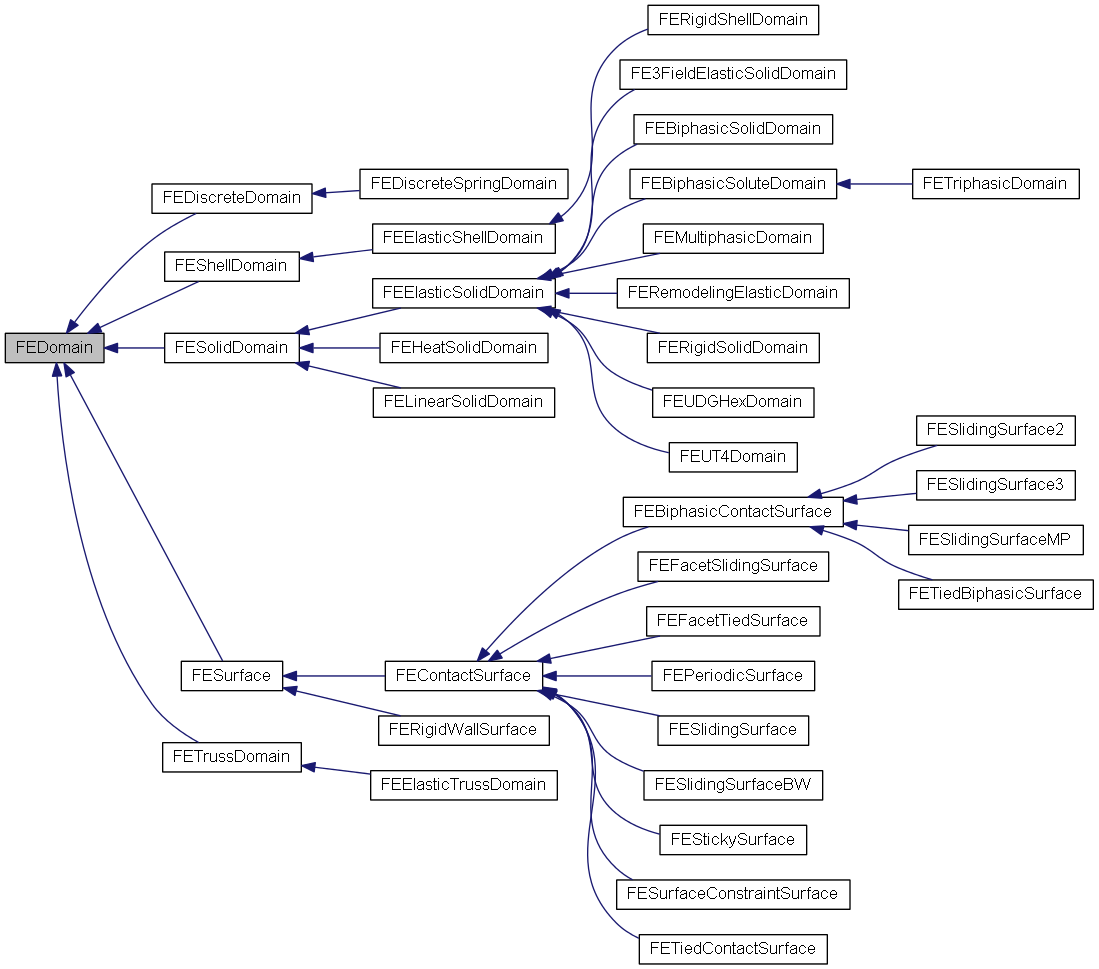 FERigidShellDomain
FE3FieldElasticSolidDomain
FEBiphasicSolidDomain
FEDiscreteSpringDomain
FEBiphasicSoluteDomain
FETriphasicDomain
FEDiscreteDomain
FEElasticShellDomain
FEMultiphasicDomain
FEShellDomain
FEElasticSolidDomain
FERemodelingElasticDomain
FEDomain
FESolidDomain
FEHeatSolidDomain
FERigidSolidDomain
FELinearSolidDomain
FEUDGHexDomain
FESlidingSurface2
FEUT4Domain
FESlidingSurface3
FEBiphasicContactSurface
FESlidingSurfaceMP
FEFacetSlidingSurface
FETiedBiphasicSurface
FEFacetTiedSurface
FESurface
FEContactSurface
FEPeriodicSurface
FERigidWallSurface
FESlidingSurface
FETrussDomain
FEElasticTrussDomain
FESlidingSurfaceBW
FEStickySurface
FESurfaceConstraintSurface
FETiedContactSurface